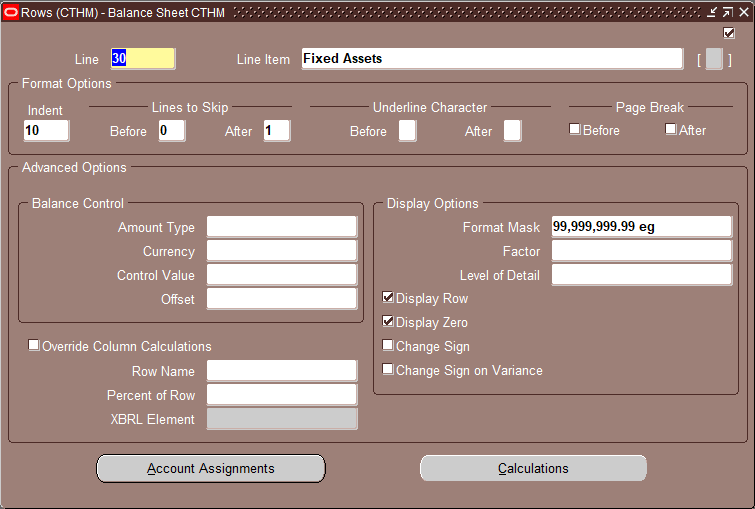 Rows (CTHM) - Balance Sheet CTHM
Line 30 Line Item Fixed Assets [ ]
Format Options
Indent Lines to Skip Underline Character Page Break
10 Before 0 After 1 Before After Before After
Advanced Options
Balance Control Display Options
Amount Type Format Mask 99,999,999.99 eg
Currency Factor
Control Value Level of Detail
Offset Display Row
Display Zero
Override Column Calculations Change Sign
Row Name Change Sign on Variance
Percent of Row
XBRL Element
Account Assignments Calculations